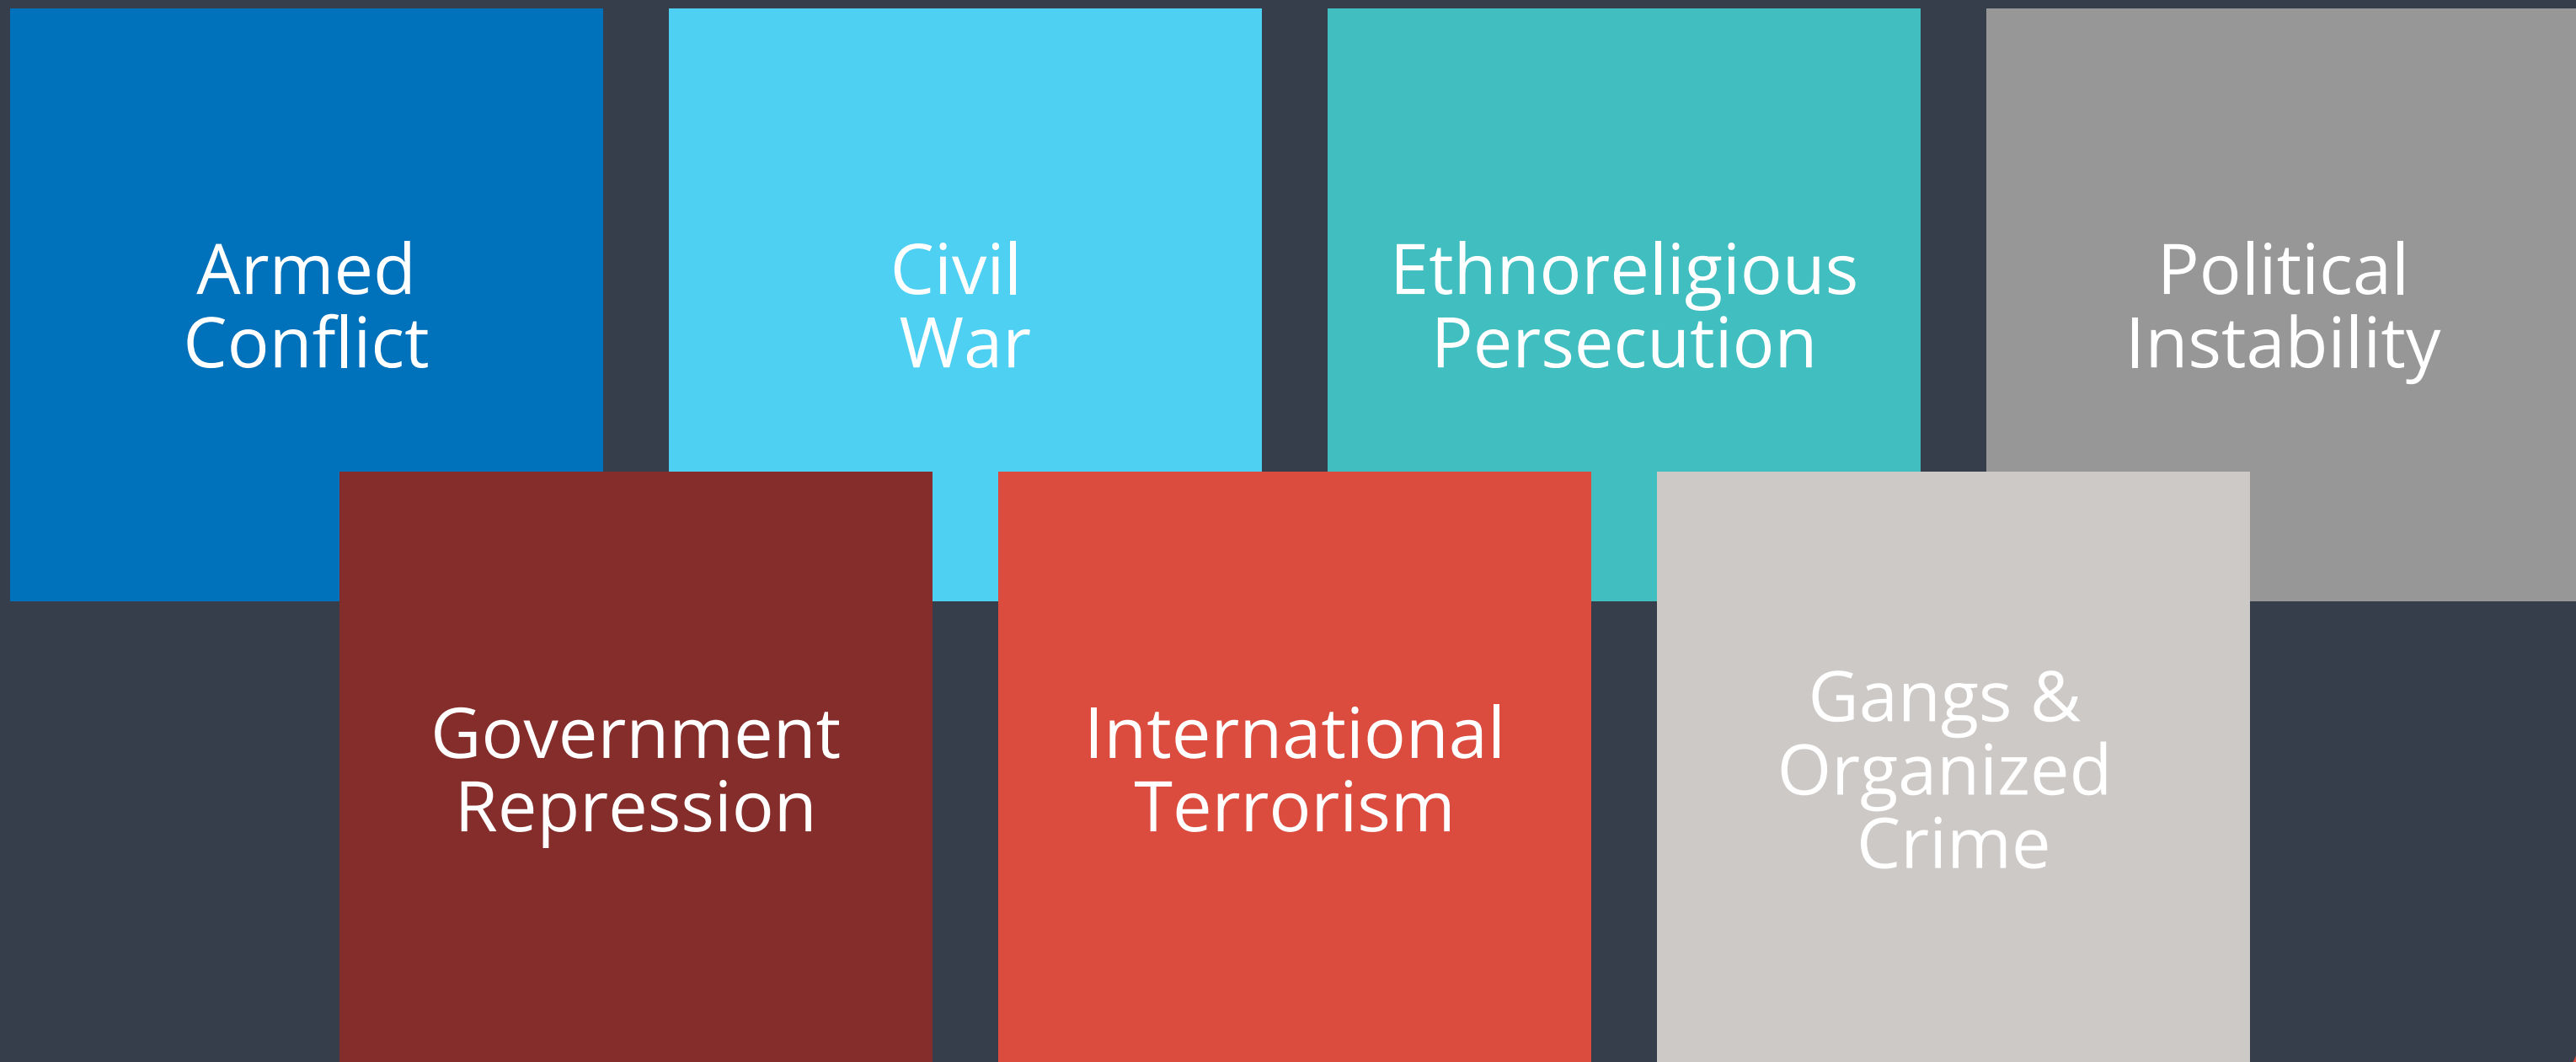 Armed
Conflict
Civil
War
Ethnoreligious
Persecution
Political
Instability
Government
Repression
International
Terrorism
Gangs &
Organized
Crime